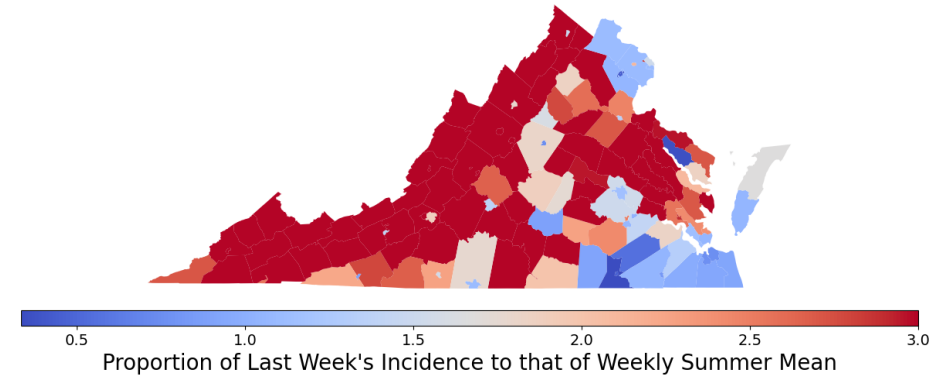 0.5 1.0 1.5 2.0 2.5 3.0
Proportion of Last Week's Incidence to that of Weekly Summer Mean